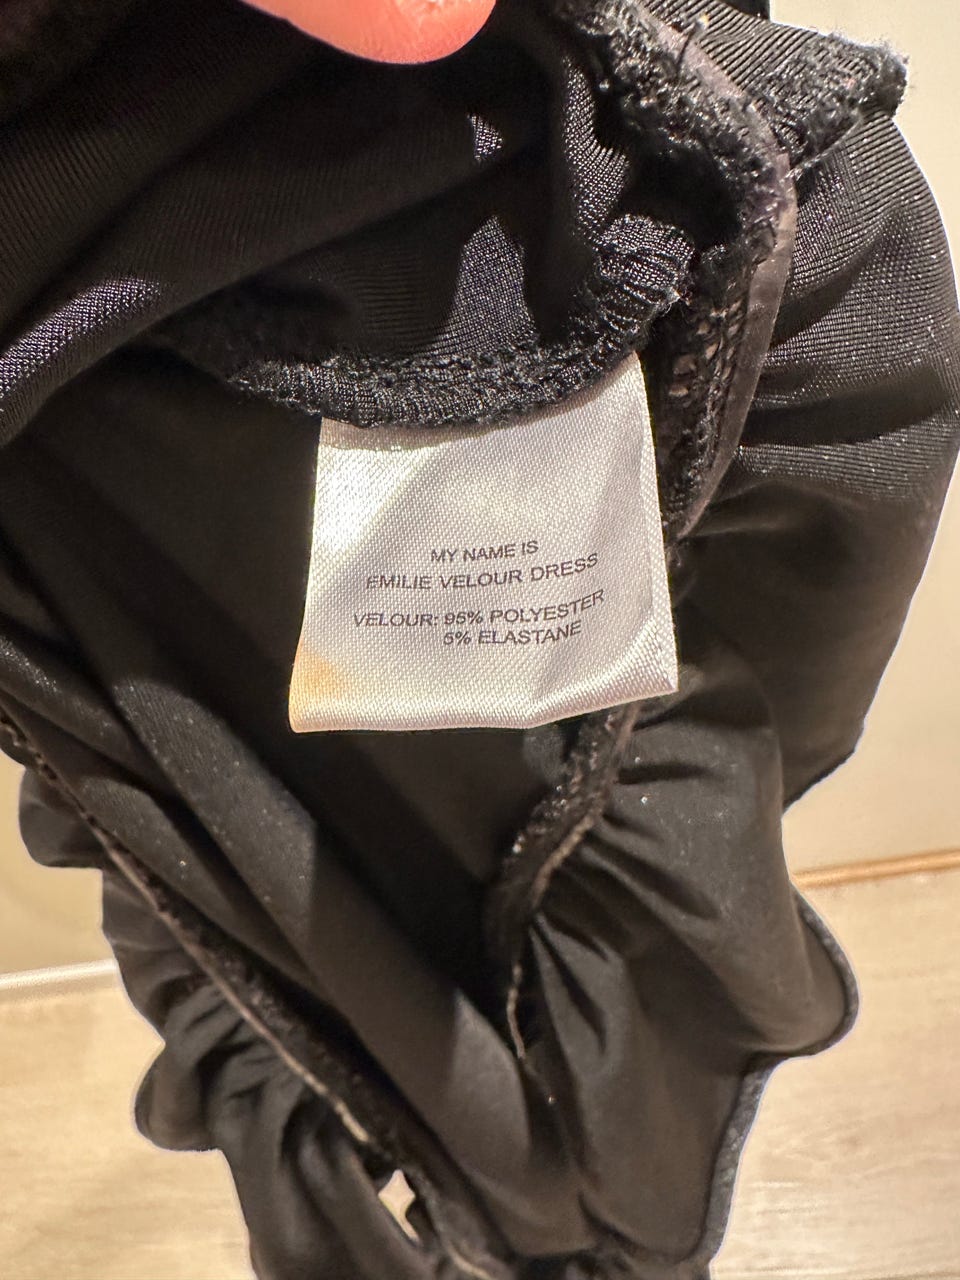 MY NAME IS
EMILIE VELOUR DRESS
VELOUR: 95% POLYESTER
5% ELASTANE